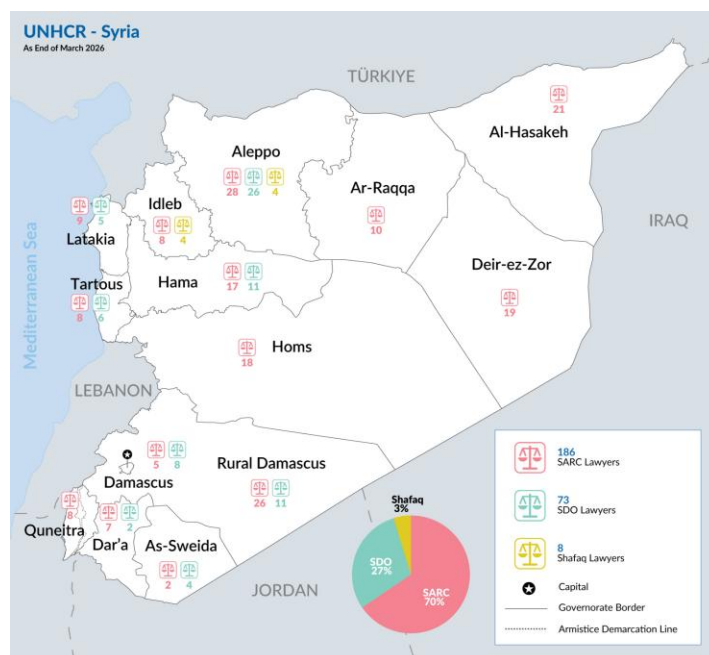 UNHCR - Syria
As End of March 2026
TÜRKIYE
21
Al-Hasakeh
Aleppo
28 26 4
Ar-Raqqa
10
Idleb
8 4
9 5
Latakia
IRAQ
Mediterranean Sea
Deir-ez-Zor
19
Tartous
8 6
Hama
17 11
Homs
18
LEBANON
5 8
Damascus
Rural Damascus
26 11
8
Quneitra
7 2
Dar'a
As-Sweida
2 4
JORDAN
Shafaq
3%
SDO
27%
SARC
70%
186
SARC Lawyers
73
SDO Lawyers
8
Shafaq Lawyers
Capital
Governorate Border
Armistice Demarcation Line